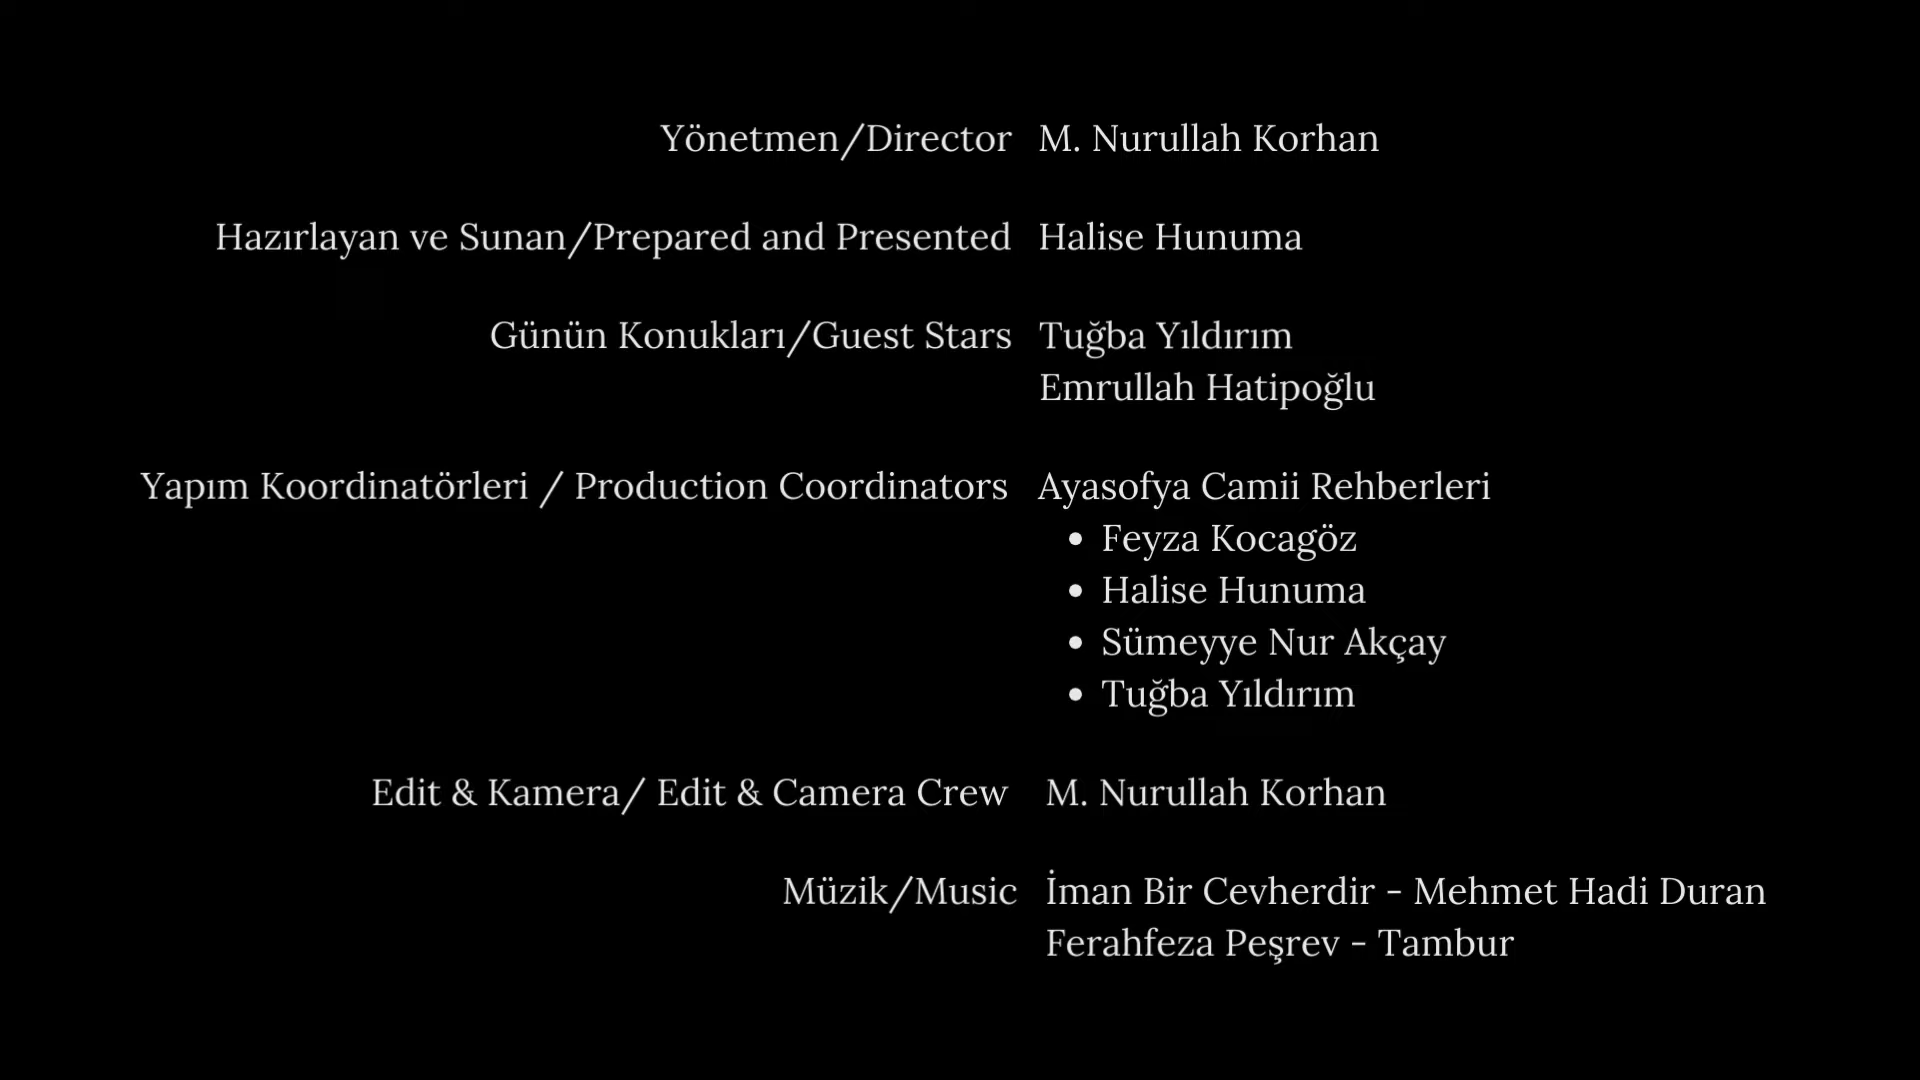 Yönetmen/Director M. Nurullah Korhan
Hazırlayan ve Sunan/Prepared and Presented Halise Hunuma
Günün Konukları/Guest Stars Tuğba Yıldırım
Emrullah Hatipoğlu
Yapım Koordinatörleri / Production Coordinators Ayasofya Camii Rehberleri
• Feyza Kocagöz
• Halise Hunuma
• Sümeyye Nur Akçay
• Tuğba Yıldırım
Edit & Kamera/ Edit & Camera Crew M. Nurullah Korhan
Müzik/Music İman Bir Cevherdir - Mehmet Hadi Duran
Ferahfeza Peşrev - Tambur